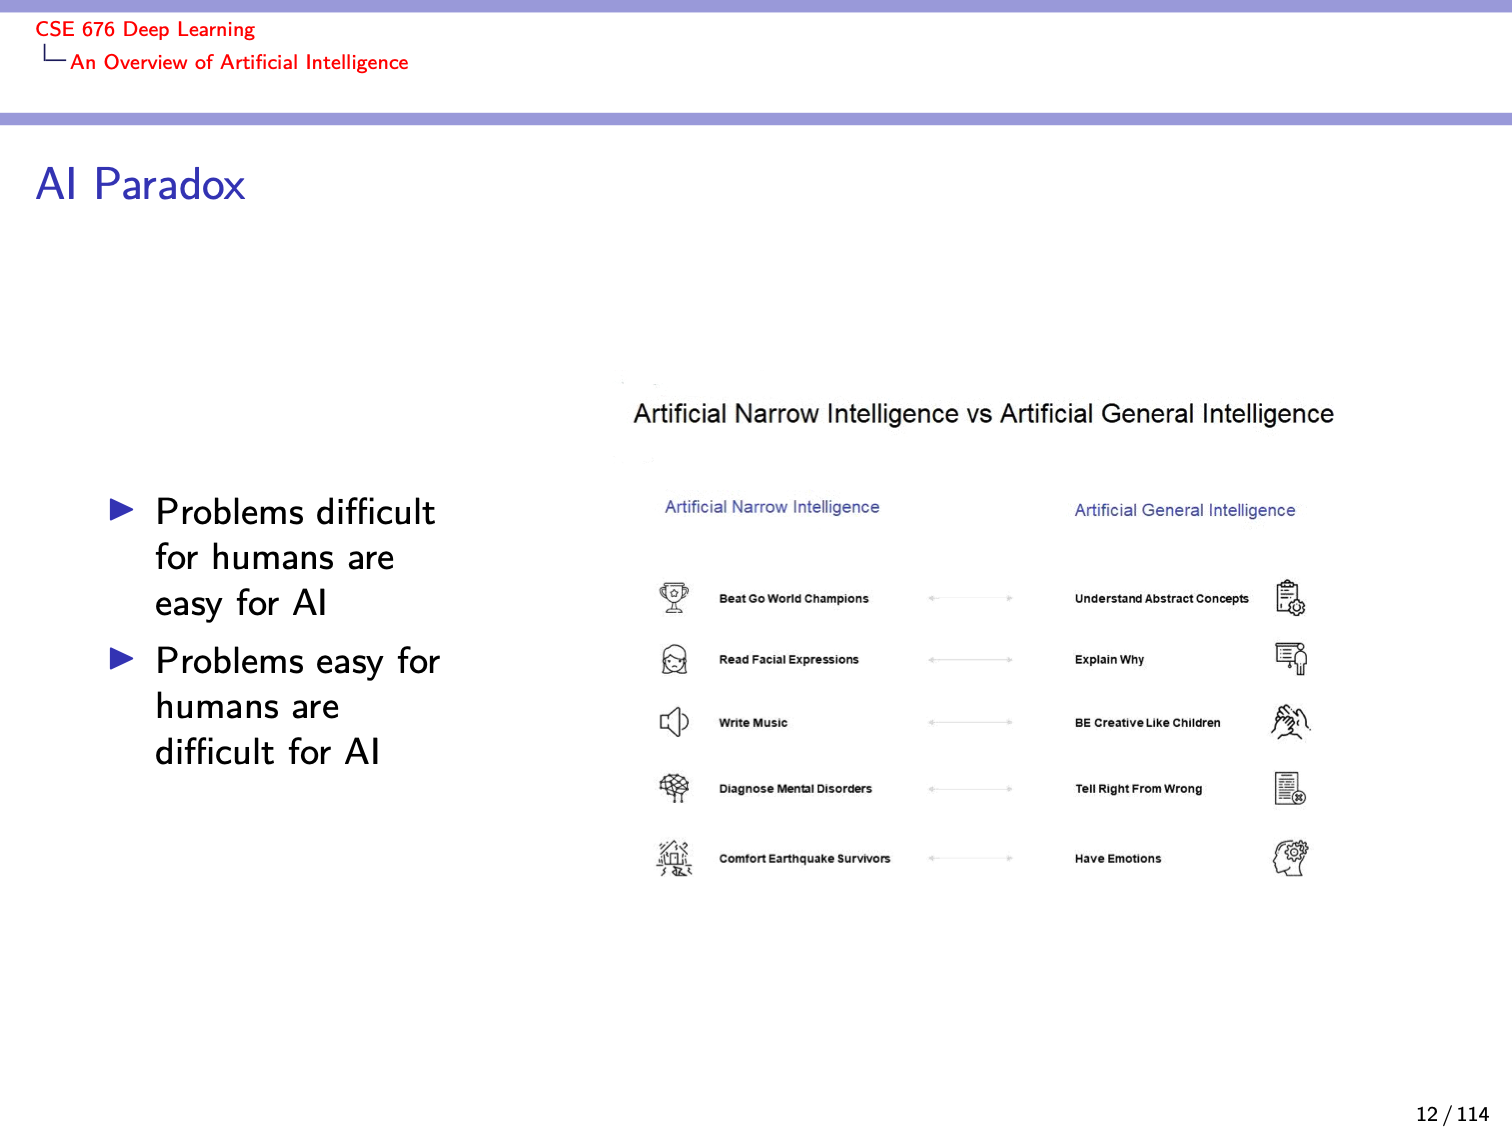 CSE 676 Deep Learning
An Overview of Artificial Intelligence
AI Paradox
Problems difficult
for humans are
easy for AI
Problems easy for
humans are
difficult for AI
Artificial Narrow Intelligence vs Artificial General Intelligence
Artificial Narrow Intelligence
Artificial General Intelligence
Beat Go World Champions
Understand Abstract Concepts
Read Facial Expressions
Explain Why
Write Music
BE Creative Like Children
Diagnose Mental Disorders
Tell Right From Wrong
Comfort Earthquake Survivors
Have Emotions
12 / 114